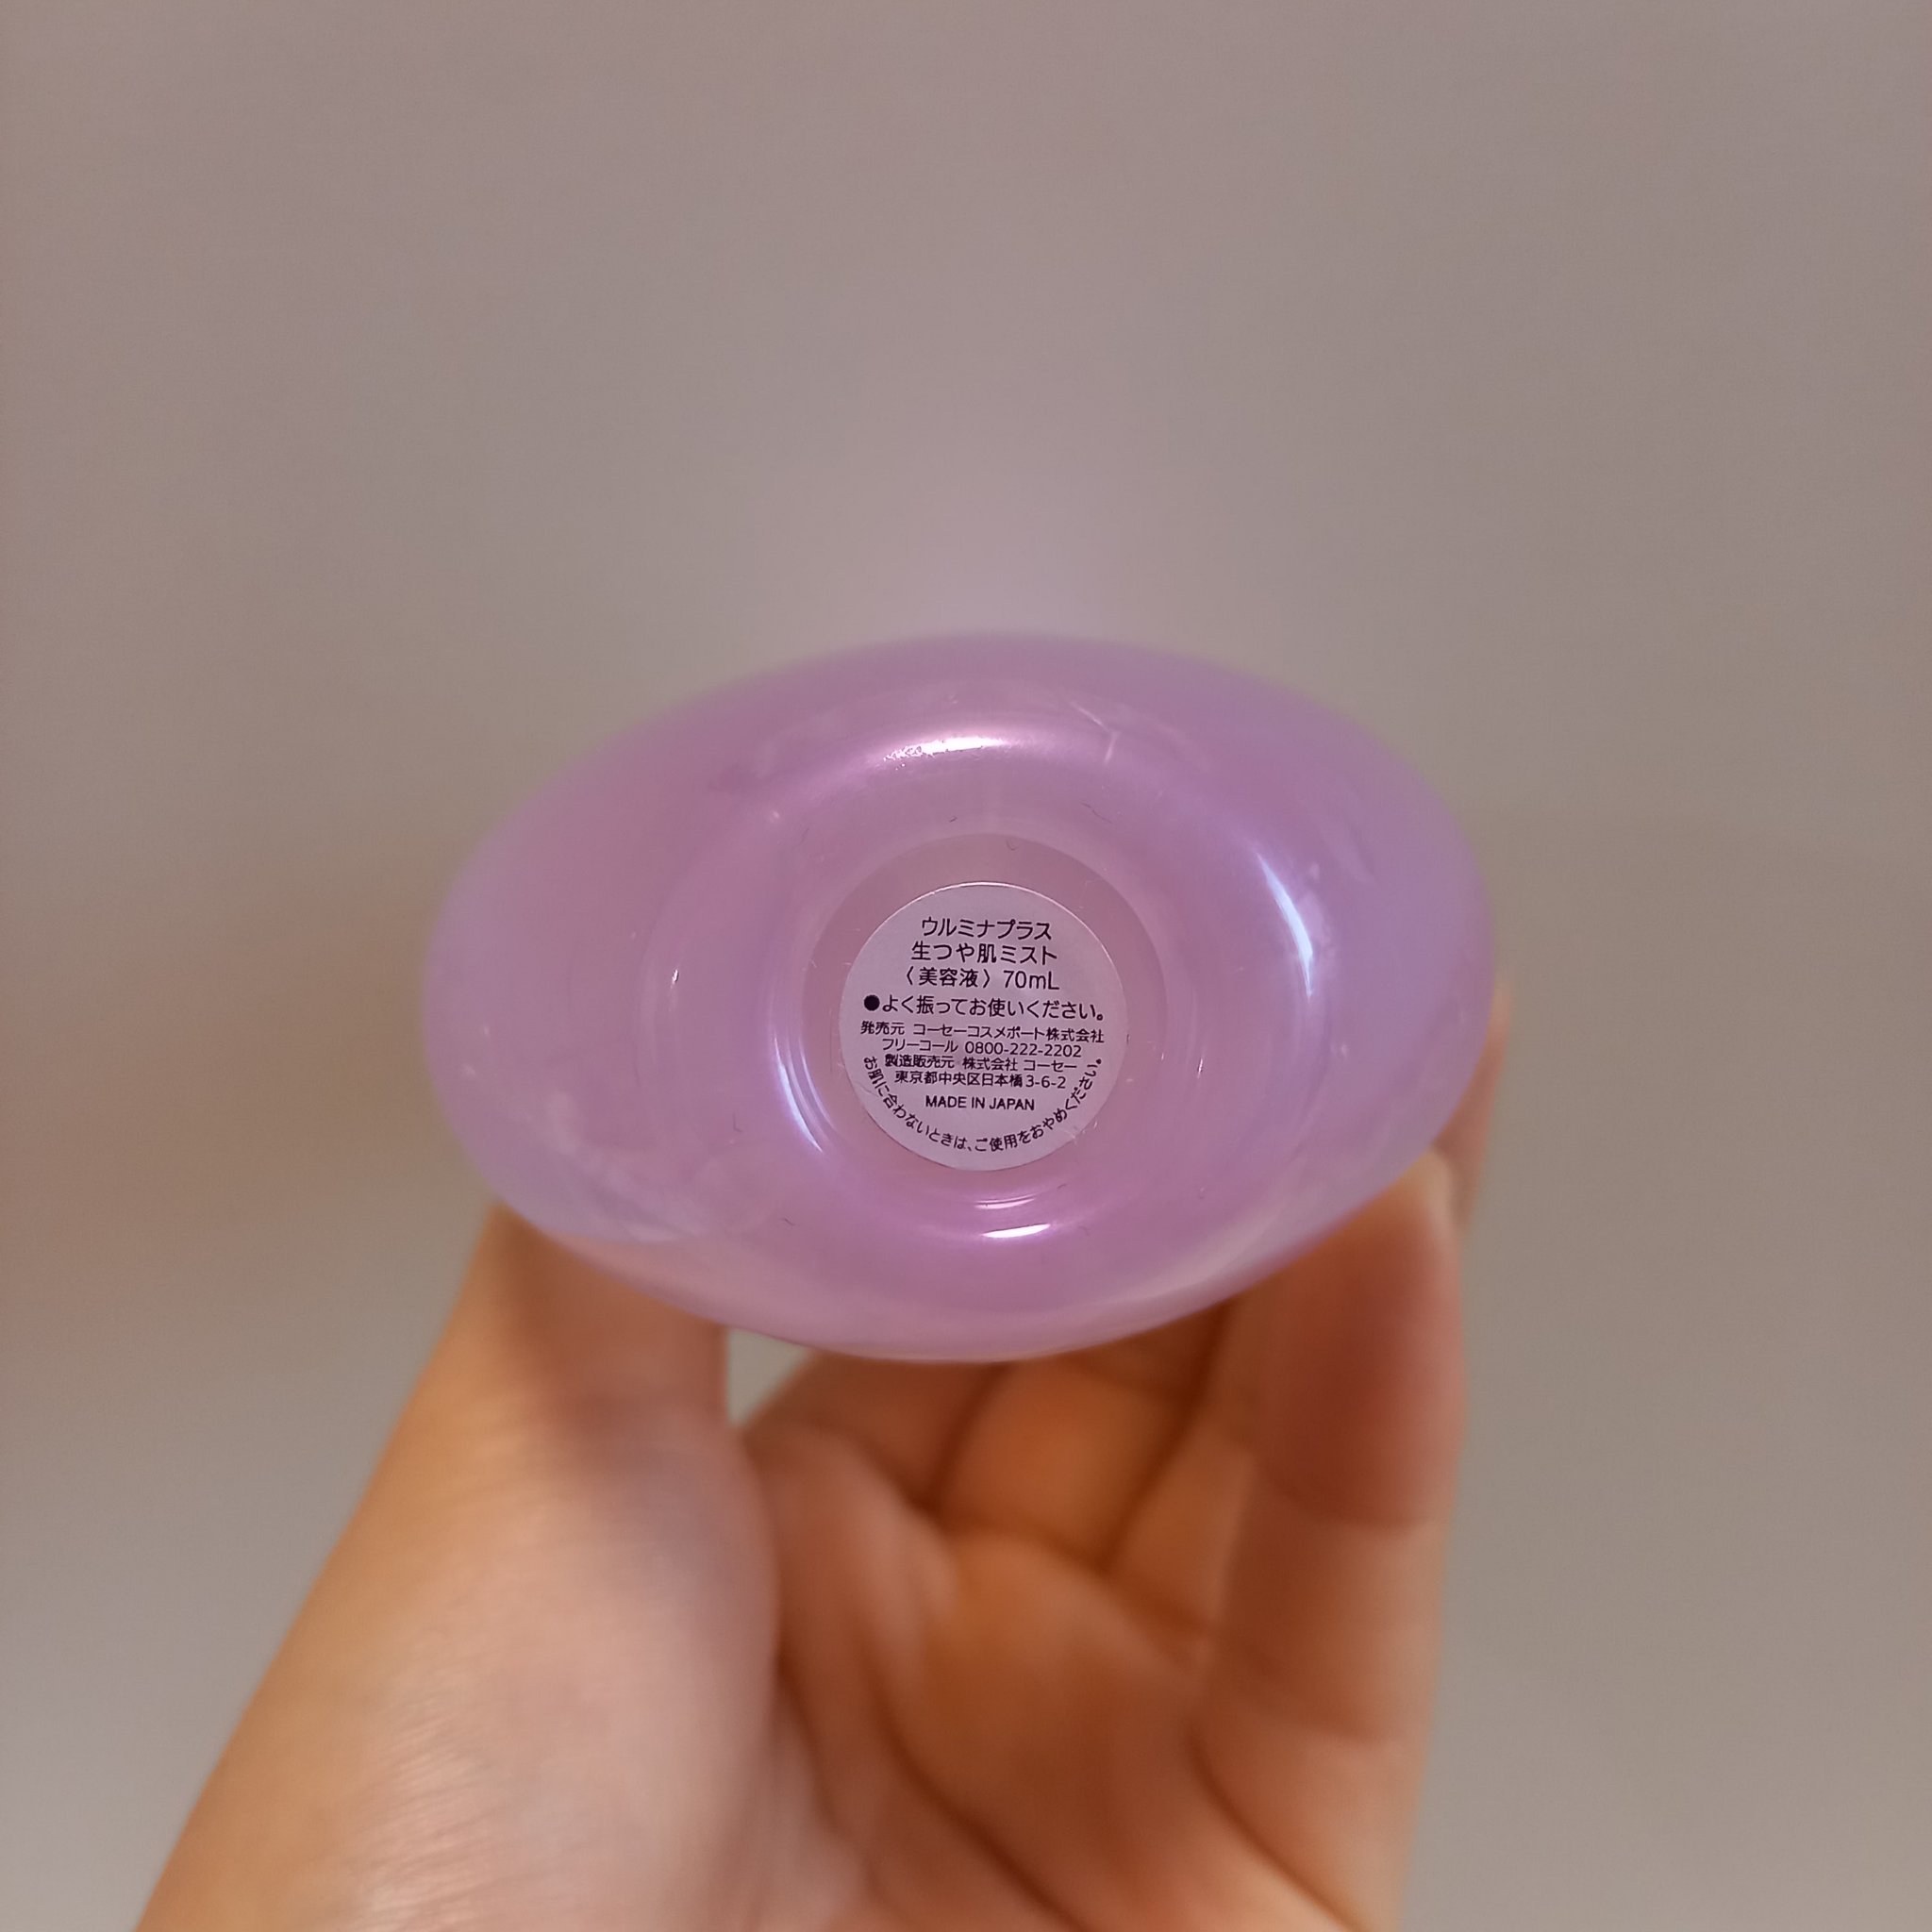 ウルミナプラス
生つや肌ミスト
〈美容液〉70mL
●よく振ってお使いください。
発売元 コーセーコスメポート株式会社
フリーコール 0800-222-2202
製造販売元 株式会社 コーセー
東京都中央区日本橋3-6-2
MADE IN JAPAN
お肌に合わないときは、ご使用をおやめください。